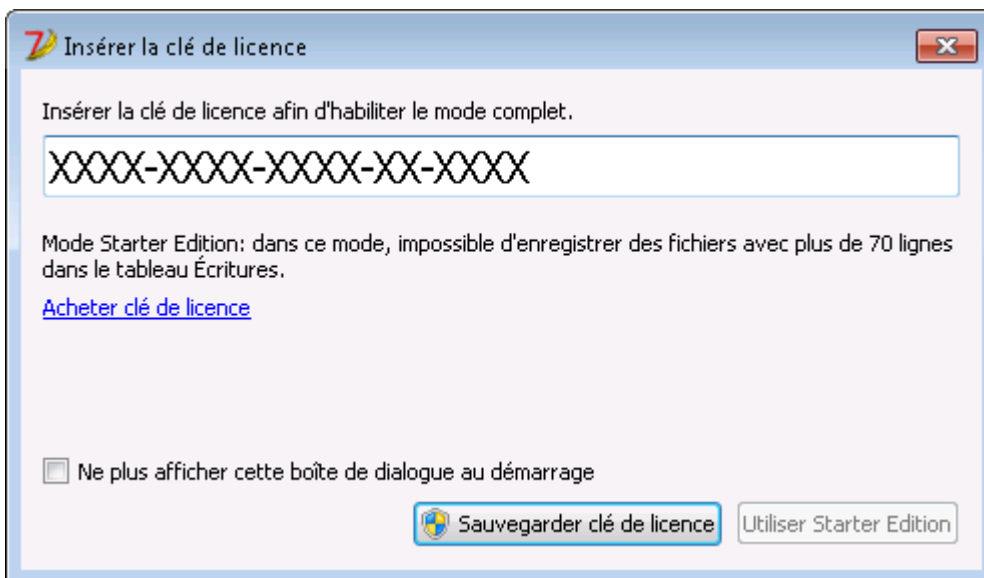 Insérer la clé de licence
Insérer la clé de licence afin d'habiliter le mode complet.
XXXX-XXXX-XXXX-XX-XXXX
Mode Starter Edition: dans ce mode, impossible d'enregistrer des fichiers avec plus de 70 lignes
dans le tableau Écritures.
Acheter clé de licence
Ne plus afficher cette boîte de dialogue au démarrage
Sauvegarder clé de licence
Utiliser Starter Edition